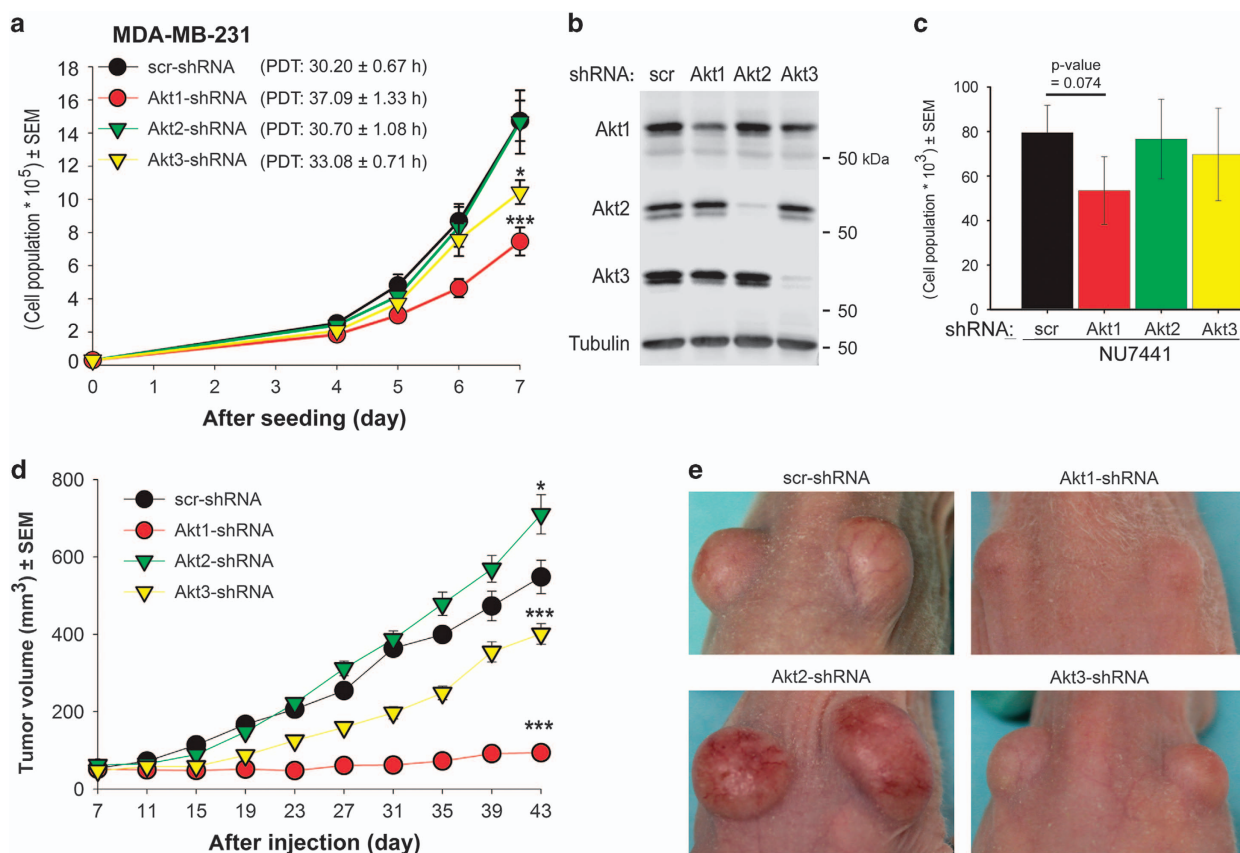 a
MDA-MB-231
scr-shRNA (PDT: 30.20 ± 0.67 h)
Akt1-shRNA (PDT: 37.09 ± 1.33 h)
Akt2-shRNA (PDT: 30.70 ± 1.08 h)
Akt3-shRNA (PDT: 33.08 ± 0.71 h)
(Cell population * 10⁵) ± SEM
18
16
14
12
10
8
6
4
2
0
*
***
0 1 2 3 4 5 6 7
After seeding (day)
b
shRNA: scr Akt1 Akt2 Akt3
Akt1
- 50 kDa
Akt2
- 50
Akt3
- 50
Tubulin
- 50
c
p-value
= 0.074
(Cell population * 10³) ± SEM
100
80
60
40
20
0
shRNA: scr Akt1 Akt2 Akt3
NU7441
d
scr-shRNA
Akt1-shRNA
Akt2-shRNA
Akt3-shRNA
Tumor volume (mm³) ± SEM
800
600
400
200
0
*
***
***
7 11 15 19 23 27 31 35 39 43
After injection (day)
e
scr-shRNA Akt1-shRNA
Akt2-shRNA Akt3-shRNA